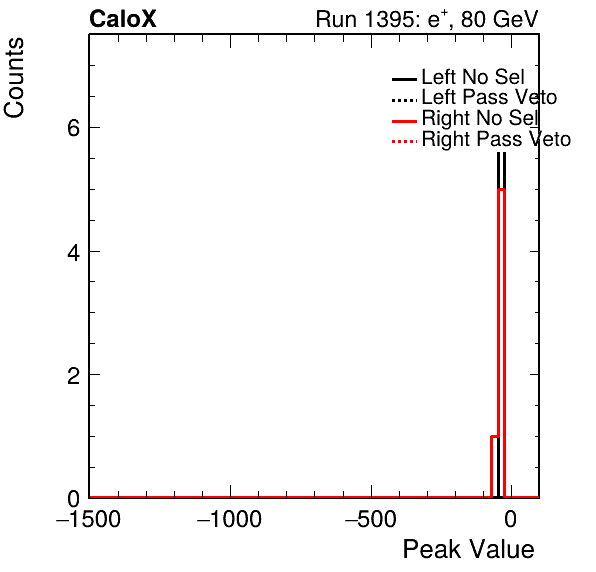 CaloX Run 1395: e⁺, 80 GeV
Counts
Left No Sel
Left Pass Veto
Right No Sel
Right Pass Veto
6
4
2
0
−1500 −1000 −500 0
Peak Value